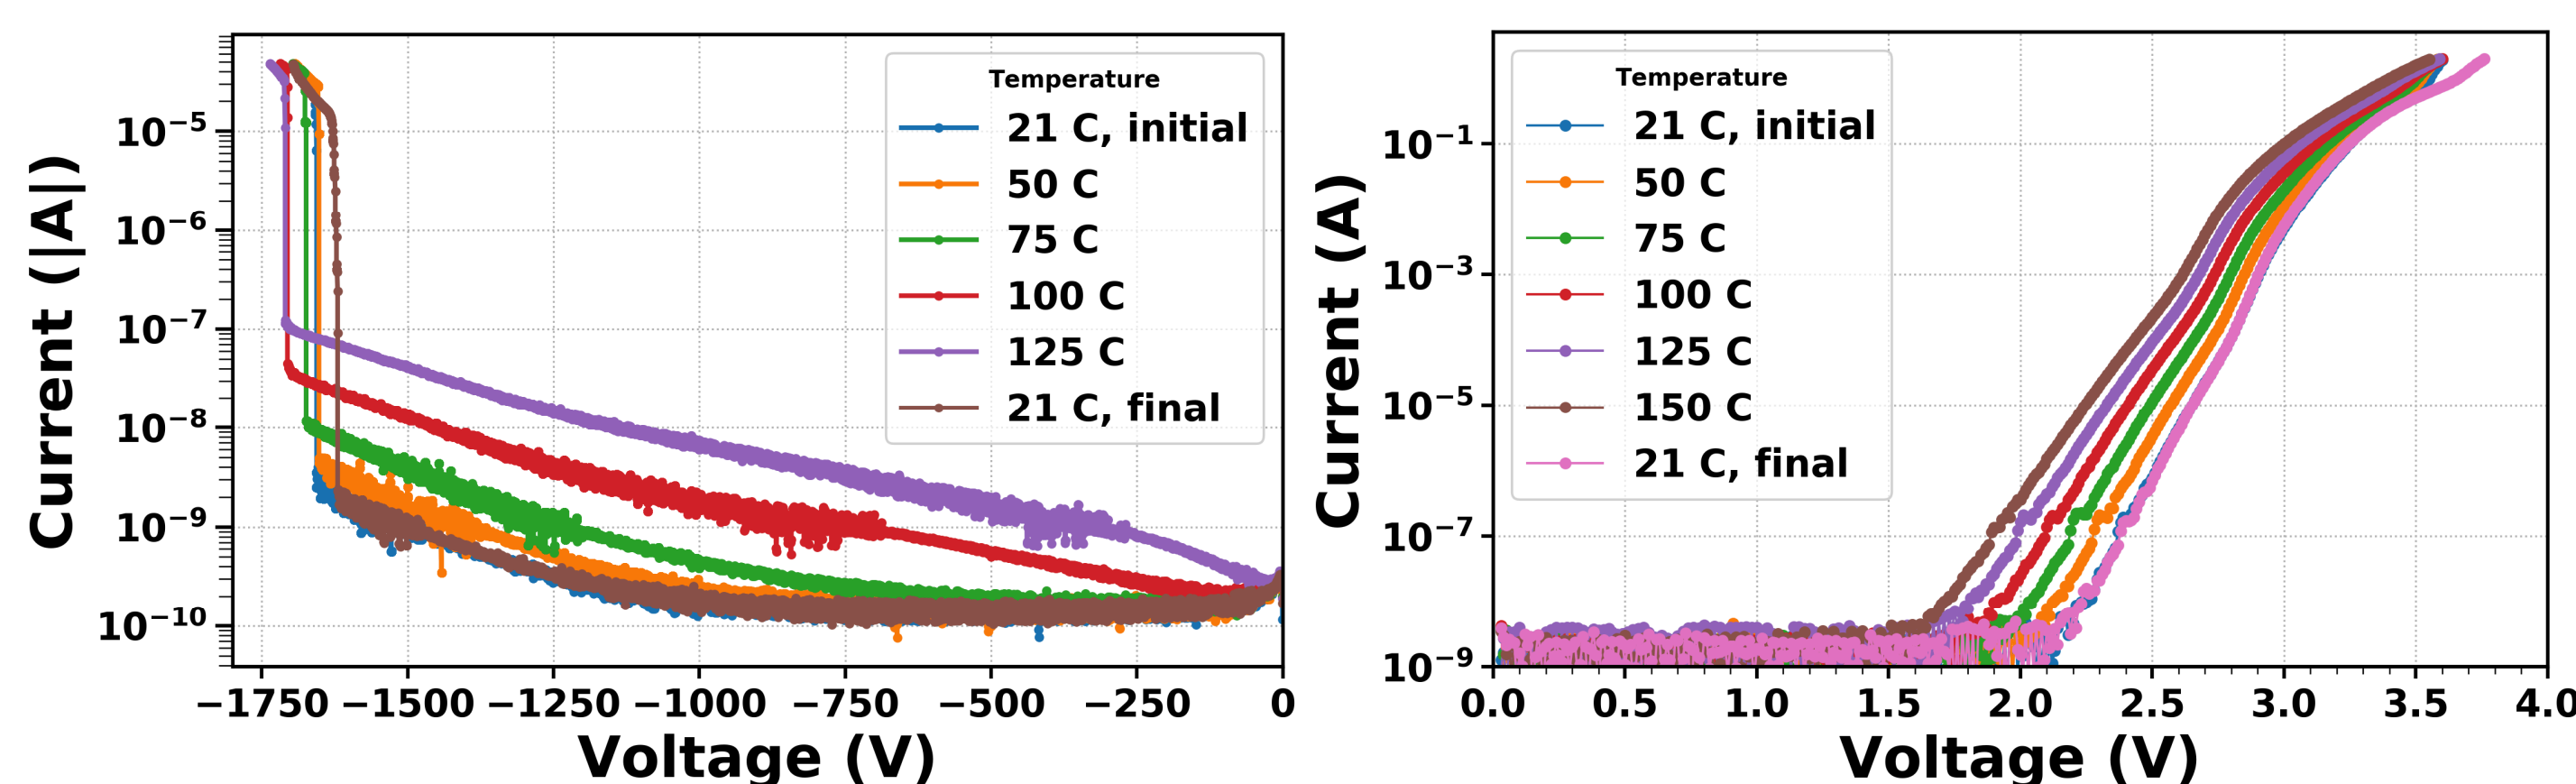 Current (|A|)
10⁻⁵
10⁻⁶
10⁻⁷
10⁻⁸
10⁻⁹
10⁻¹⁰
−1750 −1500 −1250 −1000 −750 −500 −250 0
Voltage (V)
Temperature
21 C, initial
50 C
75 C
100 C
125 C
21 C, final
Current (A)
10⁻¹
10⁻³
10⁻⁵
10⁻⁷
10⁻⁹
0.0 0.5 1.0 1.5 2.0 2.5 3.0 3.5 4.0
Voltage (V)
Temperature
21 C, initial
50 C
75 C
100 C
125 C
150 C
21 C, final